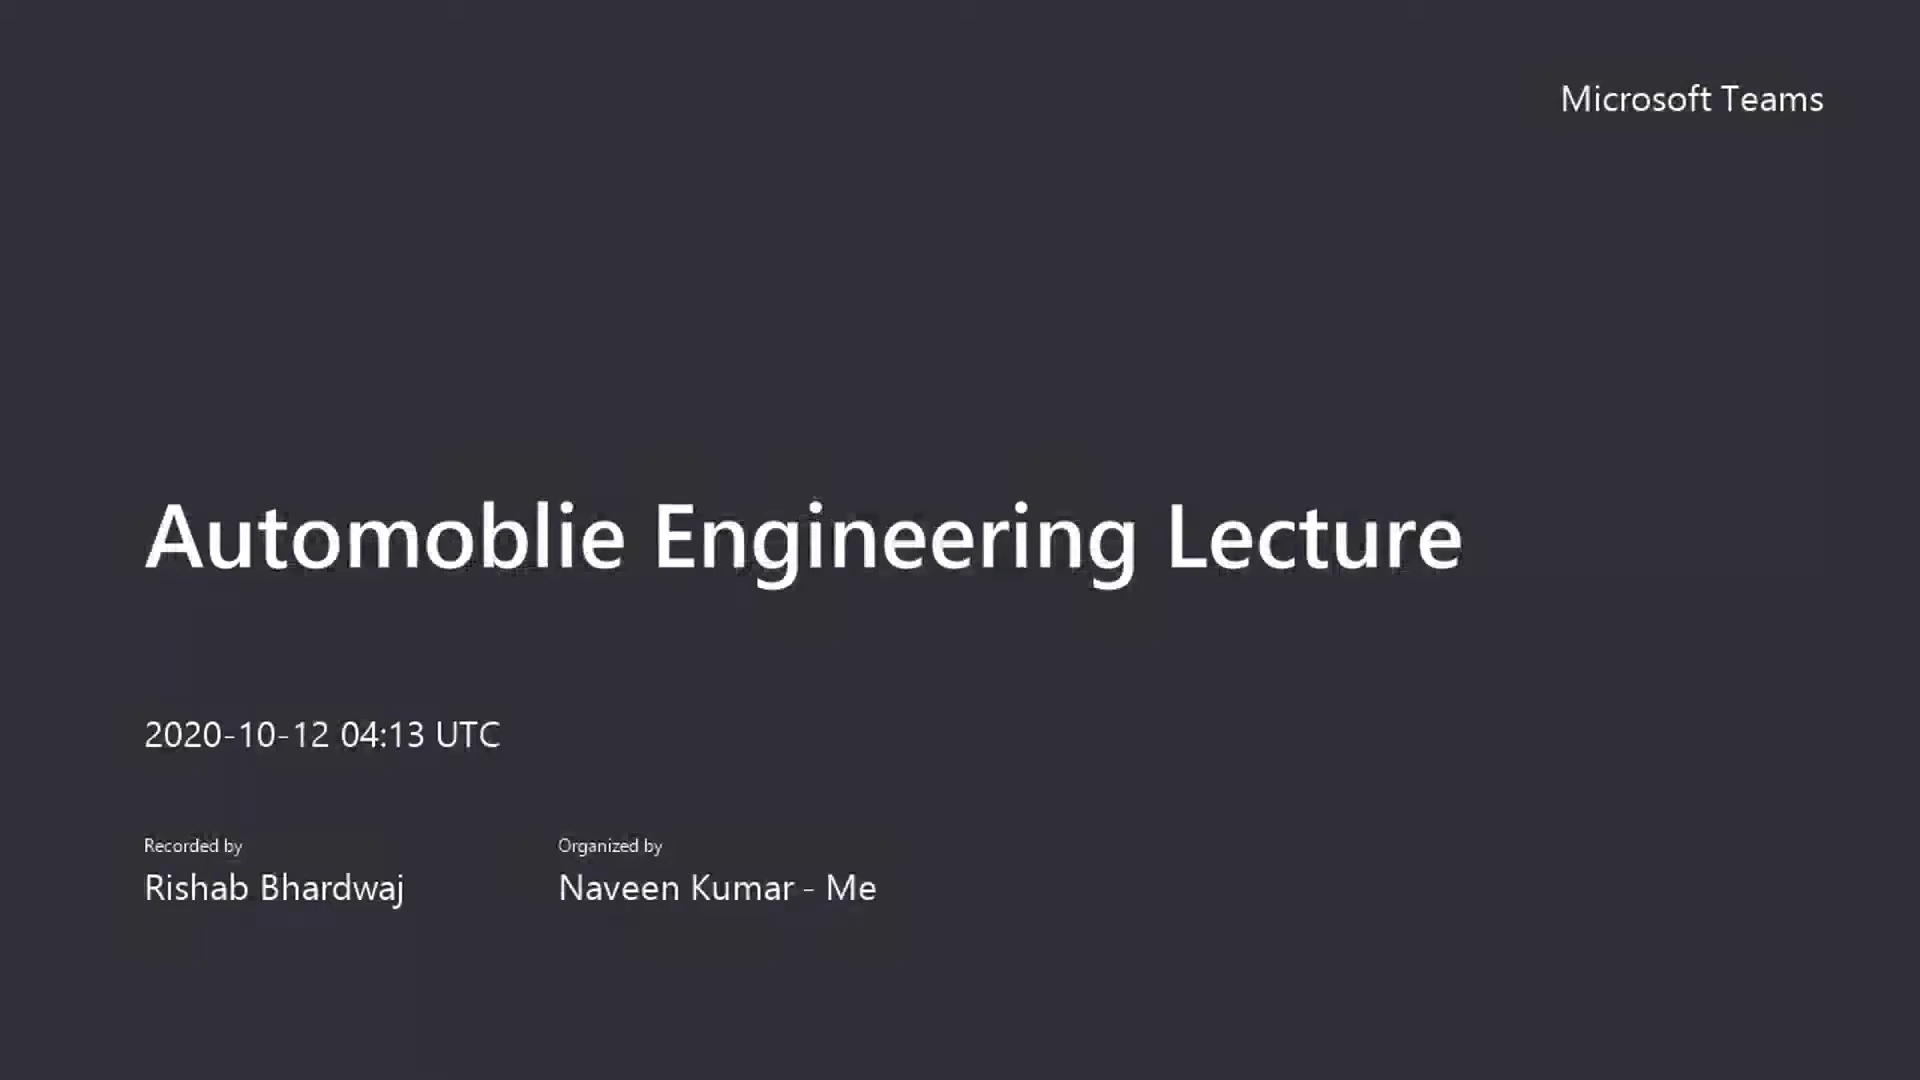 Microsoft Teams
Automoblie Engineering Lecture
2020-10-12 04:13 UTC
Recorded by
Rishab Bhardwaj
Organized by
Naveen Kumar - Me